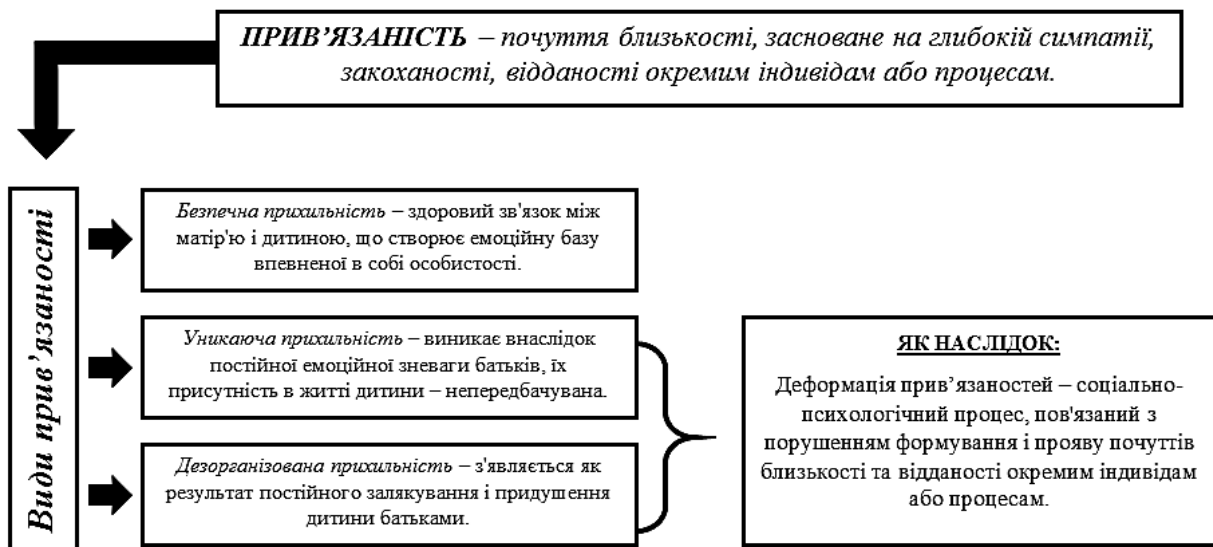 ПРИВ’ЯЗАНІСТЬ – почуття близькості, засноване на глибокій симпатії,
закоханості, відданості окремим індивідам або процесам.
Види прив’язаності
Безпечна прихильність – здоровий зв'язок між
матір'ю і дитиною, що створює емоційну базу
впевненої в собі особистості.
Уникаюча прихильність – виникає внаслідок
постійної емоційної зневаги батьків, їх
присутність в житті дитини – непередбачувана.
Дезорганізована прихильність – з'являється як
результат постійного залякування і придушення
дитини батьками.
ЯК НАСЛІДОК:
Деформація прив’язаностей – соціально-
психологічний процес, пов'язаний з
порушенням формування і прояву почуттів
близькості та відданості окремим індивідам
або процесам.